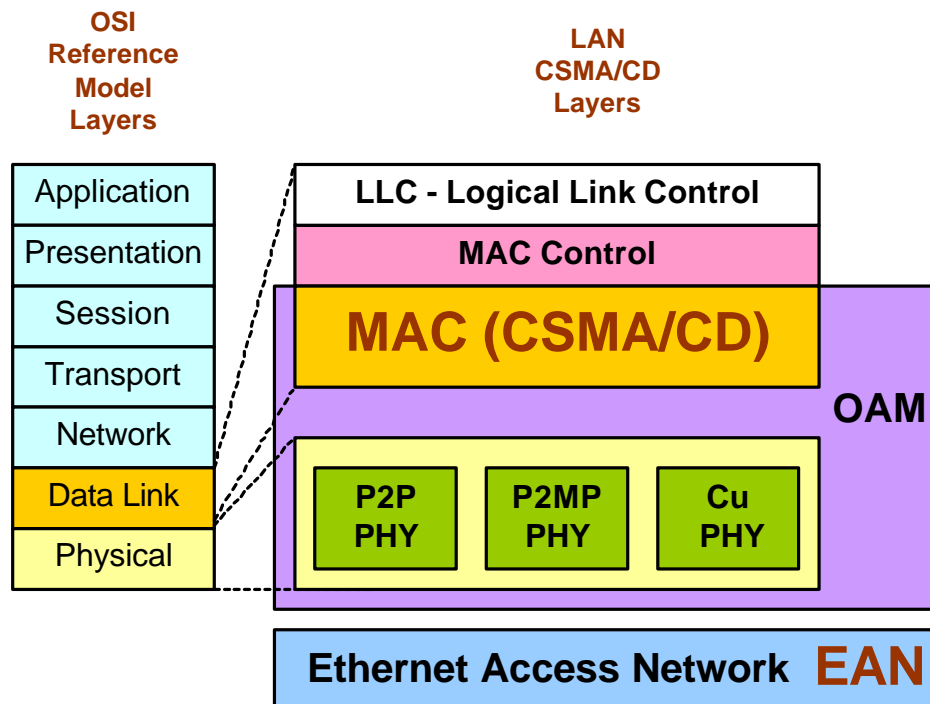 OSI
Reference
Model
Layers
LAN
CSMA/CD
Layers
Application
Presentation
Session
Transport
Network
Data Link
Physical
LLC - Logical Link Control
MAC Control
MAC (CSMA/CD)
OAM
P2P
PHY
P2MP
PHY
Cu
PHY
Ethernet Access Network EAN